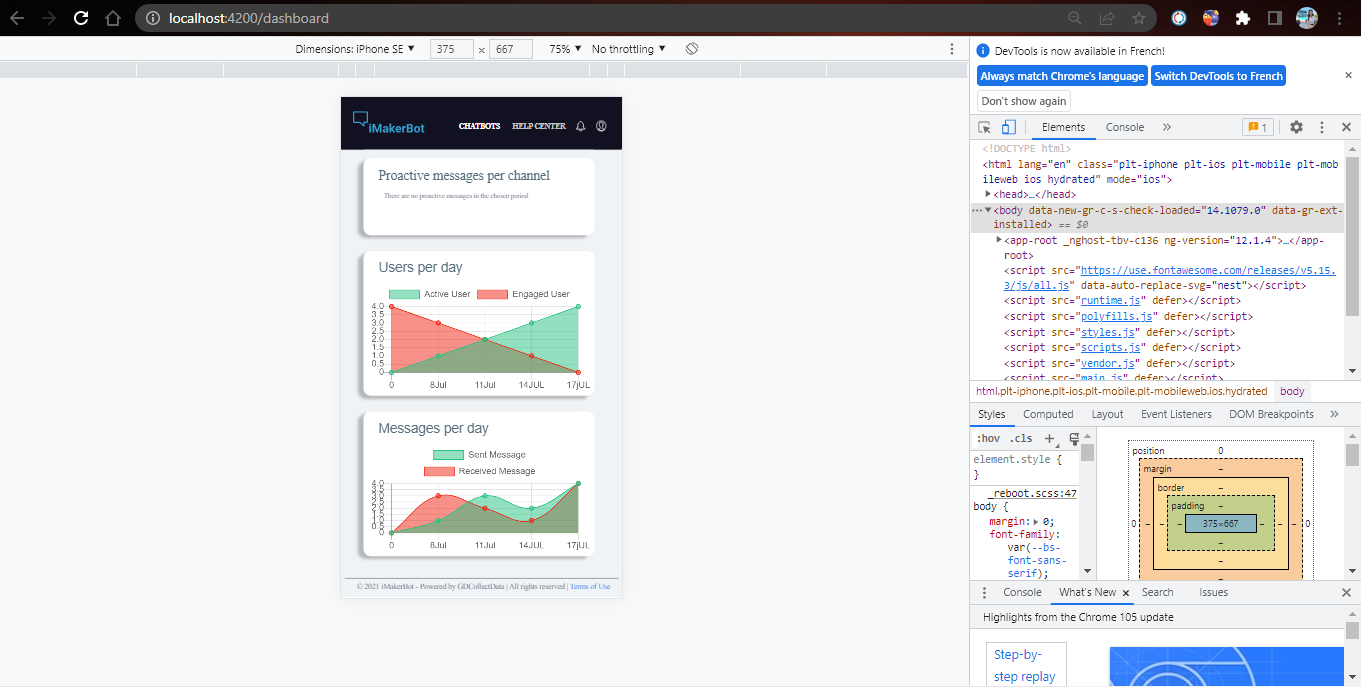 localhost:4200/dashboard
Dimensions: iPhone SE ▼ 375 × 667 75% ▼ No throttling ▼
iMakerBot CHATBOTS HELP CENTER
Proactive messages per channel
There are no proactive messages in the chosen period
Users per day
Active User Engaged User
4.0
3.5
3.0
2.5
2.0
1.5
1.0
0.5
0
0 8Jul 11Jul 14JUL 17jUL
Messages per day
Sent Message
Received Message
4.0
3.5
3.0
2.5
2.0
1.5
1.0
0.5
0
0 8Jul 11Jul 14JUL 17jUL
© 2021 iMakerBot - Powered by GDCollectData | All rights reserved | Terms of Use
DevTools is now available in French!
Always match Chrome's language Switch DevTools to French
Don't show again
Elements Console » 1
<!DOCTYPE html>
<html lang="en" class="plt-iphone plt-ios plt-mobile plt-mob
ileweb ios hydrated" mode="ios">
<head>…</head>
<body data-new-gr-c-s-check-loaded="14.1079.0" data-gr-ext-
installed> == $0
<app-root _nghost-tbv-c136 ng-version="12.1.4">…</app-
root>
<script src="https://use.fontawesome.com/releases/v5.15.
3/js/all.js" data-auto-replace-svg="nest"></script>
<script src="runtime.js" defer></script>
<script src="polyfills.js" defer></script>
<script src="styles.js" defer></script>
<script src="scripts.js" defer></script>
<script src="vendor.js" defer></script>
<script src="main.js" defer></script>
html.plt-iphone.plt-ios.plt-mobile.plt-mobileweb.ios.hydrated body
Styles Computed Layout Event Listeners DOM Breakpoints »
:hov .cls +
element.style {
}
_reboot.scss:47
body {
margin: 0;
font-family:
var(--bs-
font-sans-
serif);
position 0
margin –
border –
padding –
0 – – – 375×667 – – – 0
–
–
–
Console What's New × Search Issues
Highlights from the Chrome 105 update
Step-by-
step replay